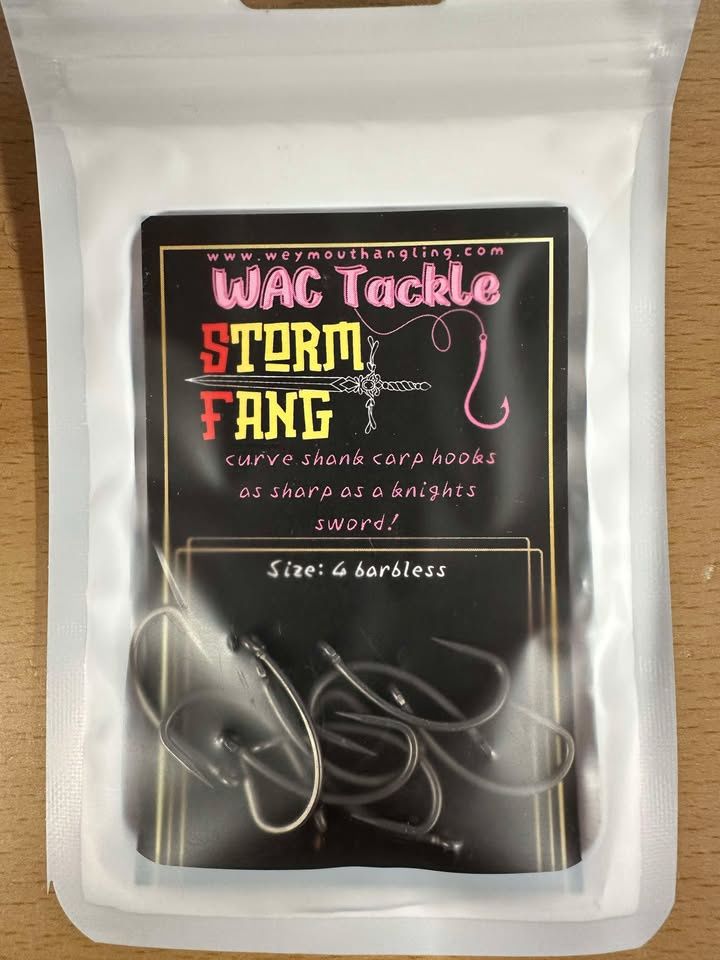 www.weymouthangling.com
WAC Tackle
STORM
FANG
curve shank carp hooks
as sharp as a knights
sword!
Size: 4 barbless